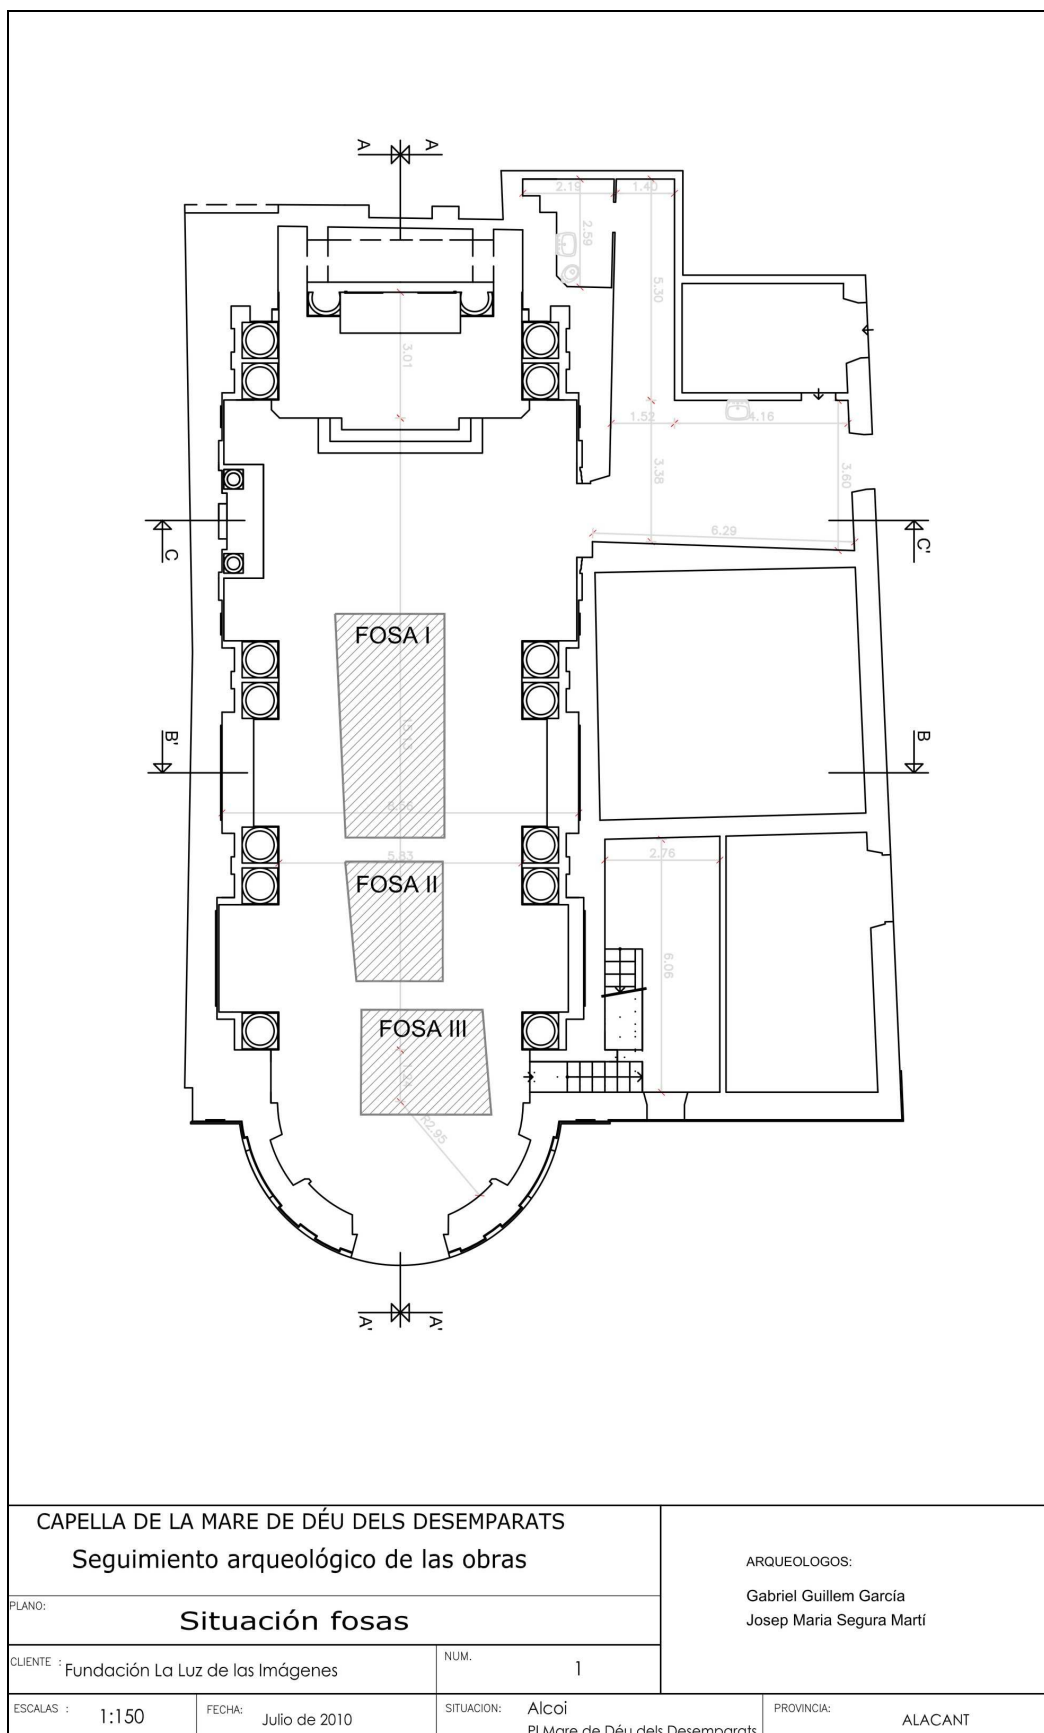 A A
2.19 1.40
2.59
5.30
3.01
1.52 4.16
3.38
3.60
6.29
C C'
FOSA I
B' B
5.83
FOSA II
2.76
6.06
FOSA III
R2.95
A' A'
CAPELLA DE LA MARE DE DÉU DELS DESEMPARATS
Seguimiento arqueológico de las obras
PLANO:
Situación fosas
CLIENTE : Fundación La Luz de las Imágenes
NUM.
1
ARQUEOLOGOS:
Gabriel Guillem García
Josep Maria Segura Martí
ESCALAS : 1:150
FECHA: Julio de 2010
SITUACION: Alcoi
Pl Mare de Déu dels Desemparats
PROVINCIA: ALACANT